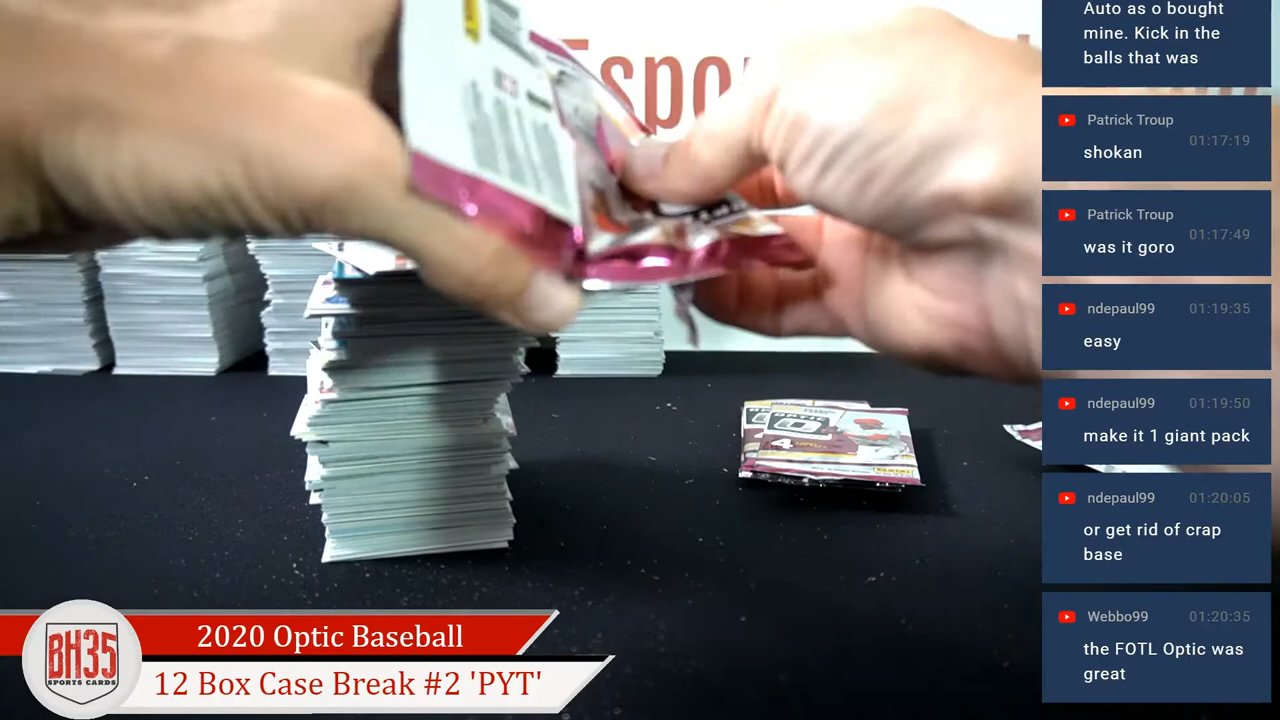 Auto as o bought
mine. Kick in the
balls that was
Patrick Troup
01:17:19
shokan
Patrick Troup
01:17:49
was it goro
ndepaul99
01:19:35
easy
ndepaul99
01:19:50
make it 1 giant pack
ndepaul99
01:20:05
or get rid of crap
base
Webbo99
01:20:35
the FOTL Optic was
great
4
PANINI
2020 Optic Baseball
12 Box Case Break #2 'PYT'
BH35
SPORTS CARDS